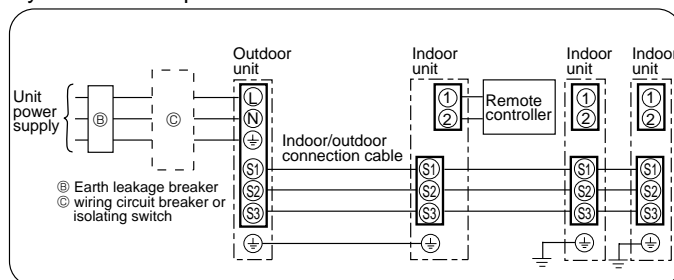 Outdoor unit
Indoor unit
Indoor unit
Indoor unit
Unit power supply
Ⓑ
Ⓒ
L
N
S1
S2
S3
Indoor/outdoor connection cable
1
2
Remote controller
S1
S2
S3
1
2
S1
S2
S3
1
2
S1
S2
S3
Ⓑ Earth leakage breaker
Ⓒ wiring circuit breaker or isolating switch